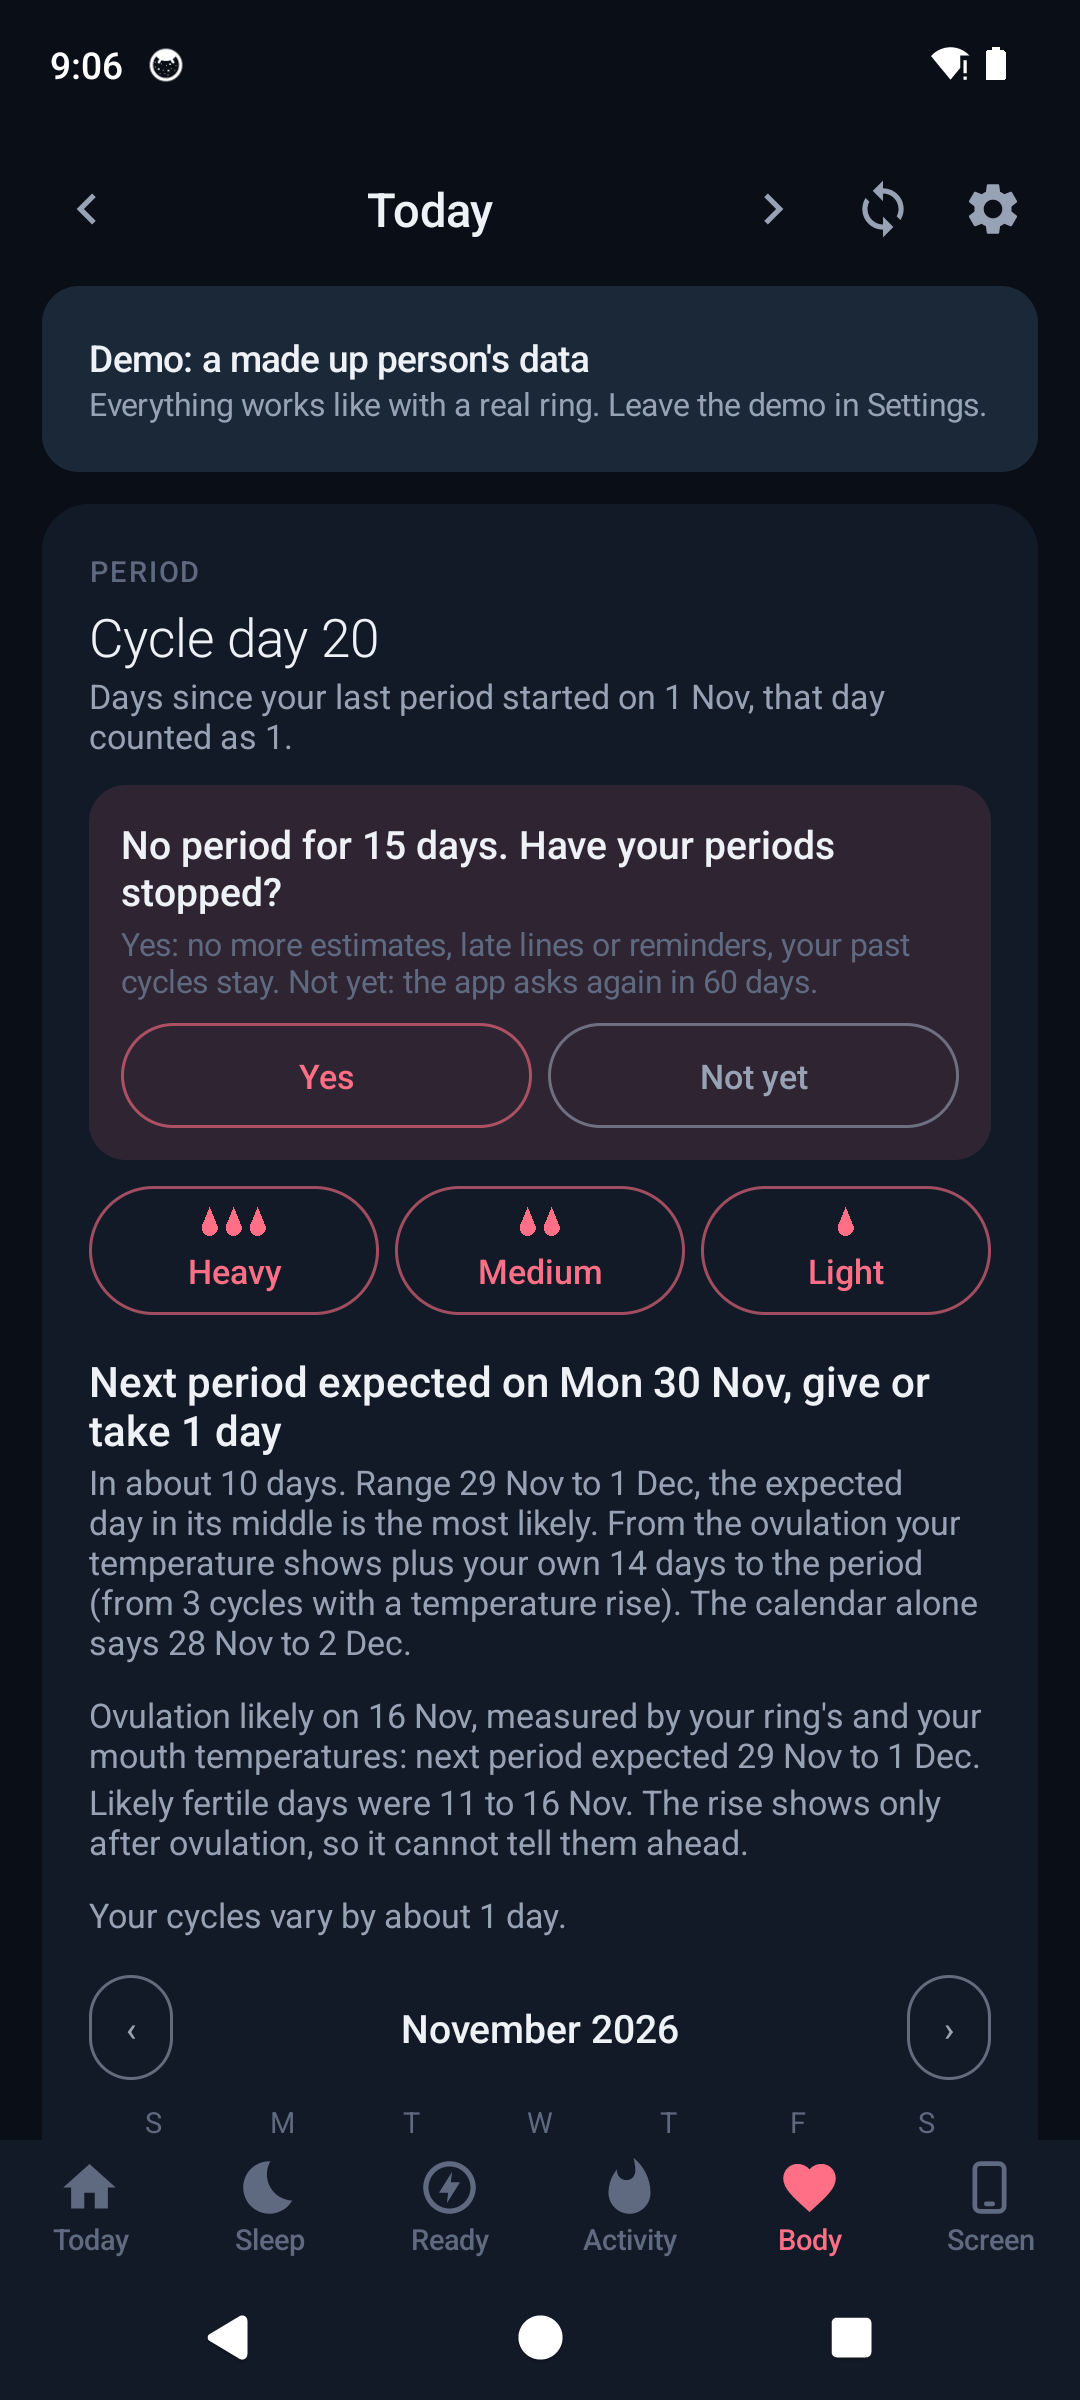 9:06
Today
Demo: a made up person's data
Everything works like with a real ring. Leave the demo in Settings.
PERIOD
Cycle day 20
Days since your last period started on 1 Nov, that day
counted as 1.
No period for 15 days. Have your periods
stopped?
Yes: no more estimates, late lines or reminders, your past
cycles stay. Not yet: the app asks again in 60 days.
Yes
Not yet
Heavy
Medium
Light
Next period expected on Mon 30 Nov, give or
take 1 day
In about 10 days. Range 29 Nov to 1 Dec, the expected
day in its middle is the most likely. From the ovulation your
temperature shows plus your own 14 days to the period
(from 3 cycles with a temperature rise). The calendar alone
says 28 Nov to 2 Dec.
Ovulation likely on 16 Nov, measured by your ring's and your
mouth temperatures: next period expected 29 Nov to 1 Dec.
Likely fertile days were 11 to 16 Nov. The rise shows only
after ovulation, so it cannot tell them ahead.
Your cycles vary by about 1 day.
‹
November 2026
›
S M T W T F S
Today
Sleep
Ready
Activity
Body
Screen